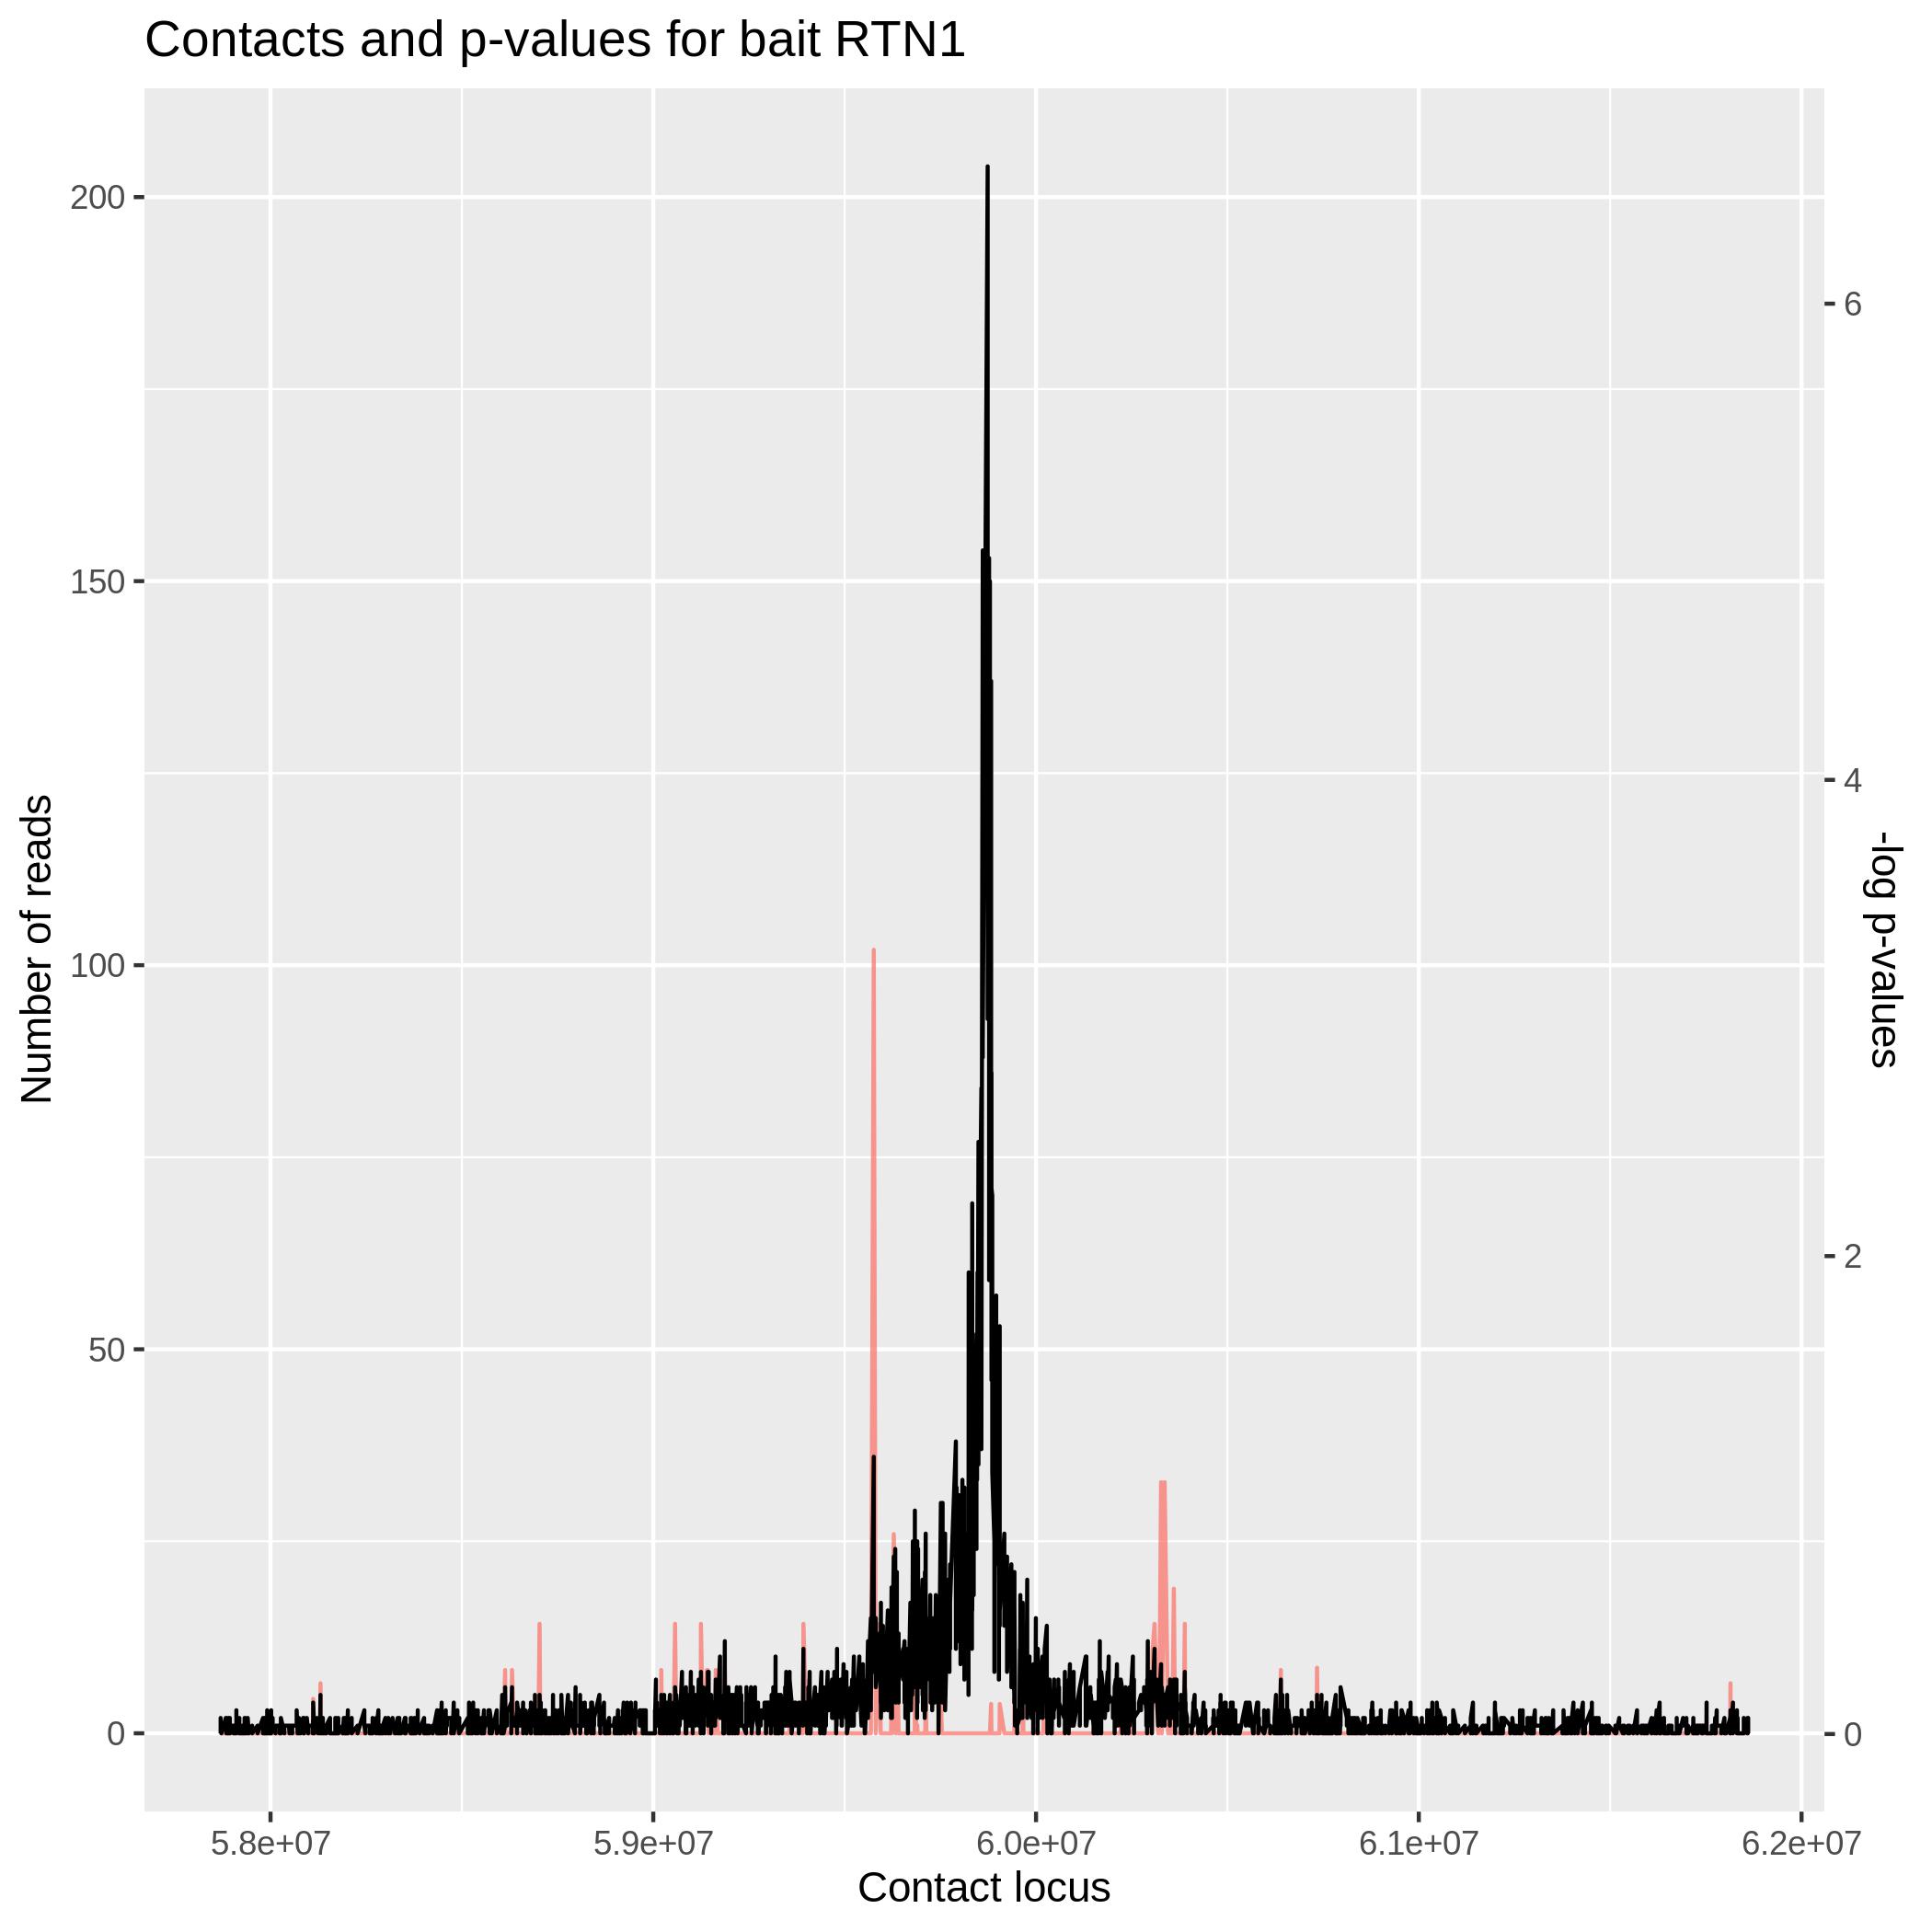 Contacts and p-values for bait RTN1
Number of reads
200
150
100
50
0
6
4
2
0
-log p-values
5.8e+07
5.9e+07
6.0e+07
6.1e+07
6.2e+07
Contact locus